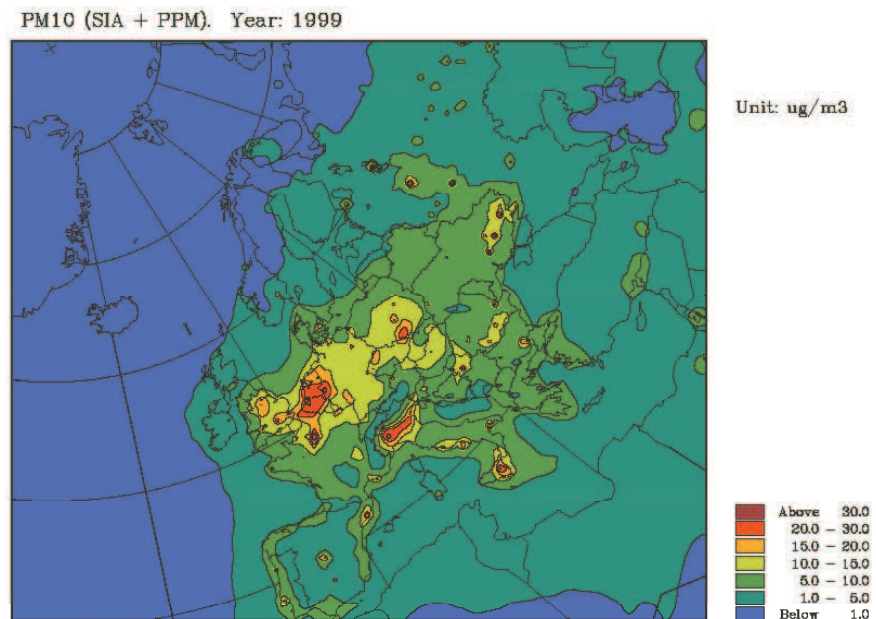 PM10 (SIA + PPM). Year: 1999
Unit: ug/m3
Above 30.0
20.0 – 30.0
15.0 – 20.0
10.0 – 15.0
5.0 – 10.0
1.0 – 5.0
Below 1.0